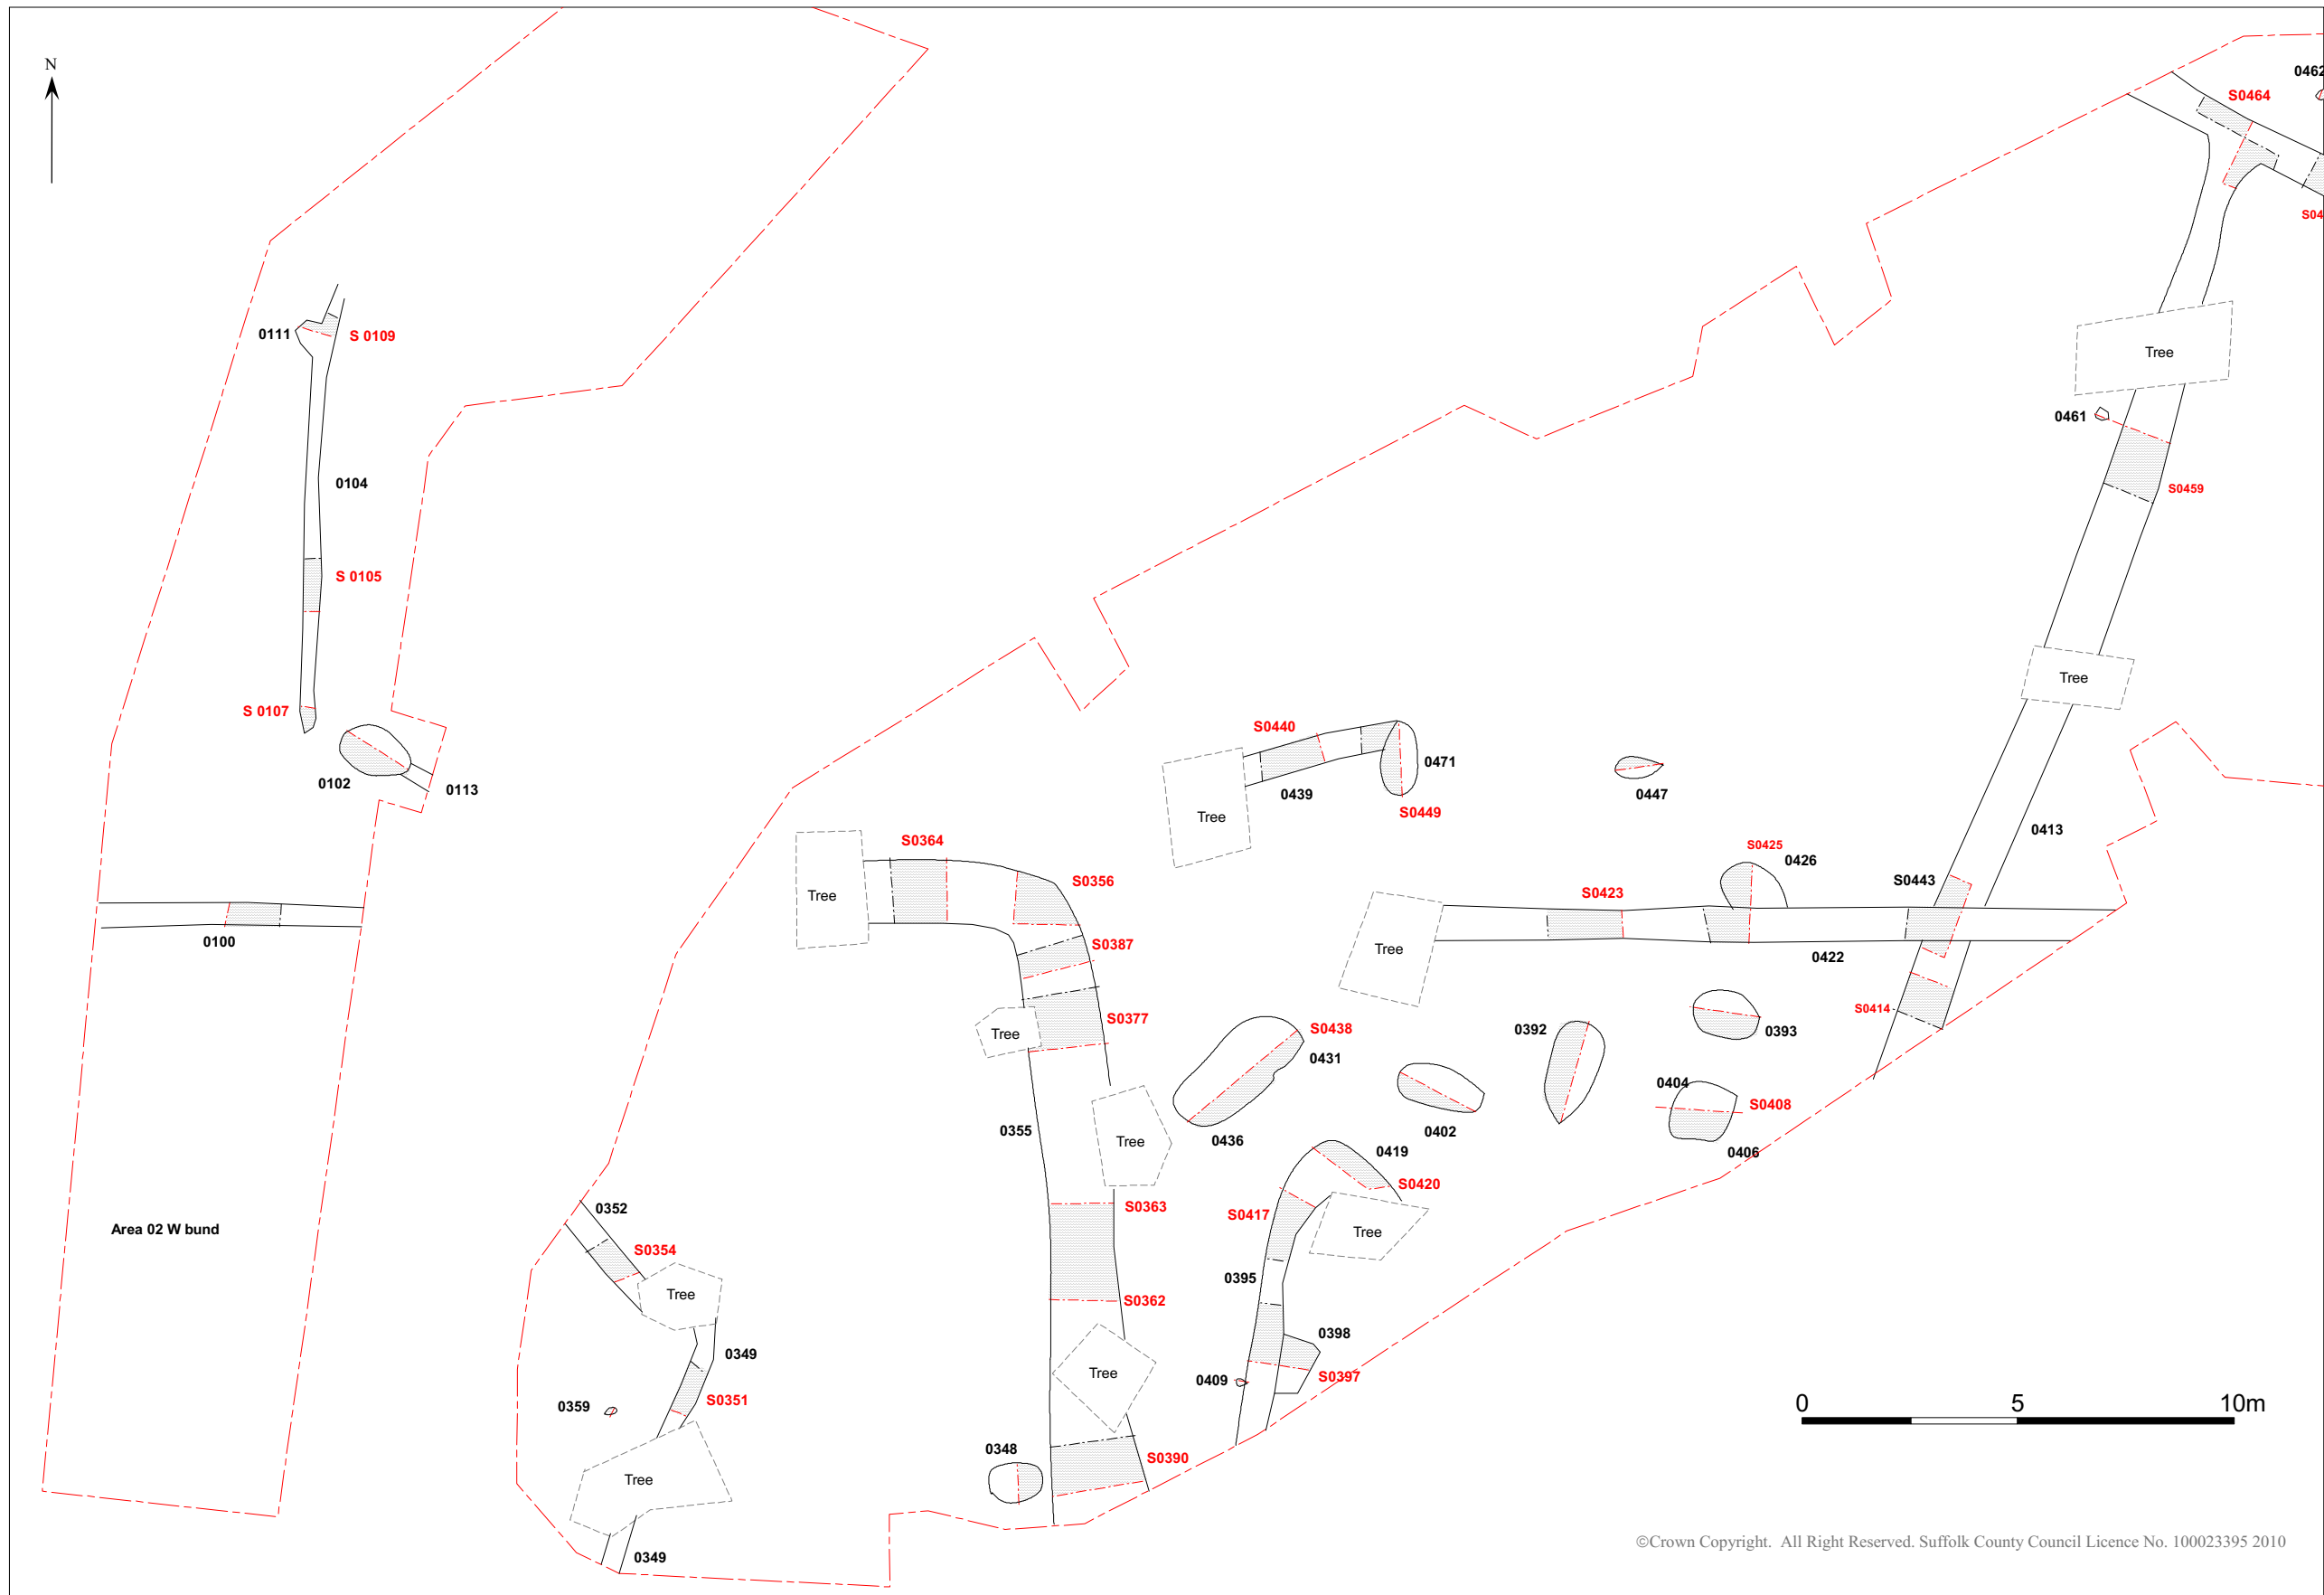 N
0462
S0464
S04
0111
S 0109
Tree
0461
0104
S0459
S 0105
Tree
S 0107
S0440
0471
0102
0113
0439
0447
S0449
Tree
0413
S0364
S0425
0426
S0356
S0443
Tree
S0423
0100
S0387
Tree
0422
S0414
S0377
Tree
S0438
0392
0393
0431
0404
S0408
0355
Tree
0436
0402
0406
0419
S0420
0352
S0363
S0417
Area 02 W bund
Tree
S0354
0395
Tree
S0362
0398
0349
Tree
S0397
0409
S0351
0359
0 5 10m
0348
S0390
Tree
©Crown Copyright. All Right Reserved. Suffolk County Council Licence No. 100023395 2010
0349